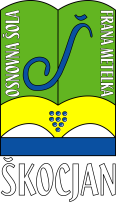 OSNOVNA ŠOLA
FRANA METELKA
Š
ŠKOCJAN